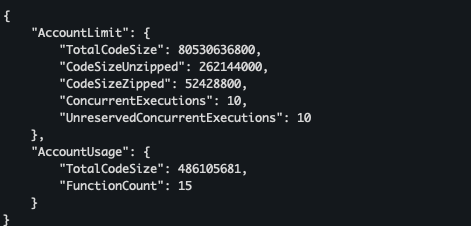 {
    "AccountLimit": {
        "TotalCodeSize": 80530636800,
        "CodeSizeUnzipped": 262144000,
        "CodeSizeZipped": 52428800,
        "ConcurrentExecutions": 10,
        "UnreservedConcurrentExecutions": 10
    },
    "AccountUsage": {
        "TotalCodeSize": 486105681,
        "FunctionCount": 15
    }
}